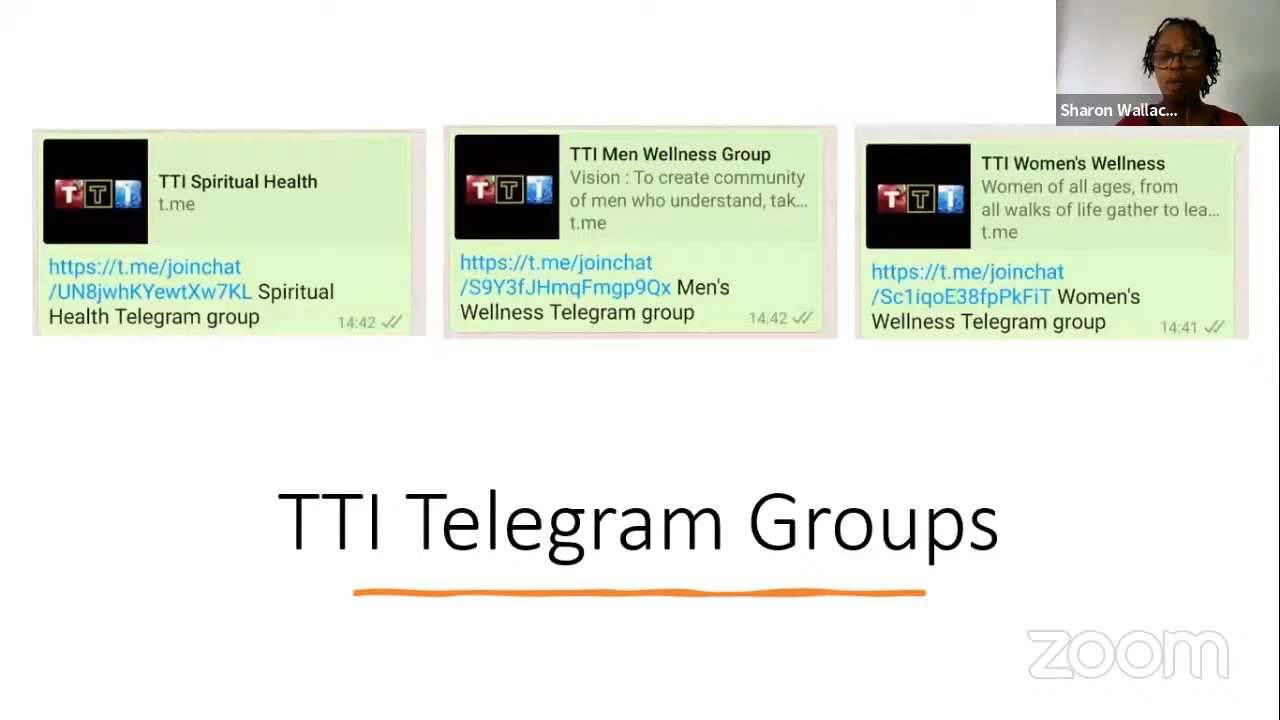 Sharon Wallac...
TTI
TTI Spiritual Health
t.me
https://t.me/joinchat
/UN8jwhKYewtXw7KL Spiritual
Health Telegram group
14:42
TTI
TTI Men Wellness Group
Vision : To create community
of men who understand, tak...
t.me
https://t.me/joinchat
/S9Y3fJHmqFmgp9Qx Men's
Wellness Telegram group
14:42
TTI
TTI Women's Wellness
Women of all ages, from
all walks of life gather to lea...
t.me
https://t.me/joinchat
/Sc1iqoE38fpPkFiT Women's
Wellness Telegram group
14:41
TTI Telegram Groups
zoom